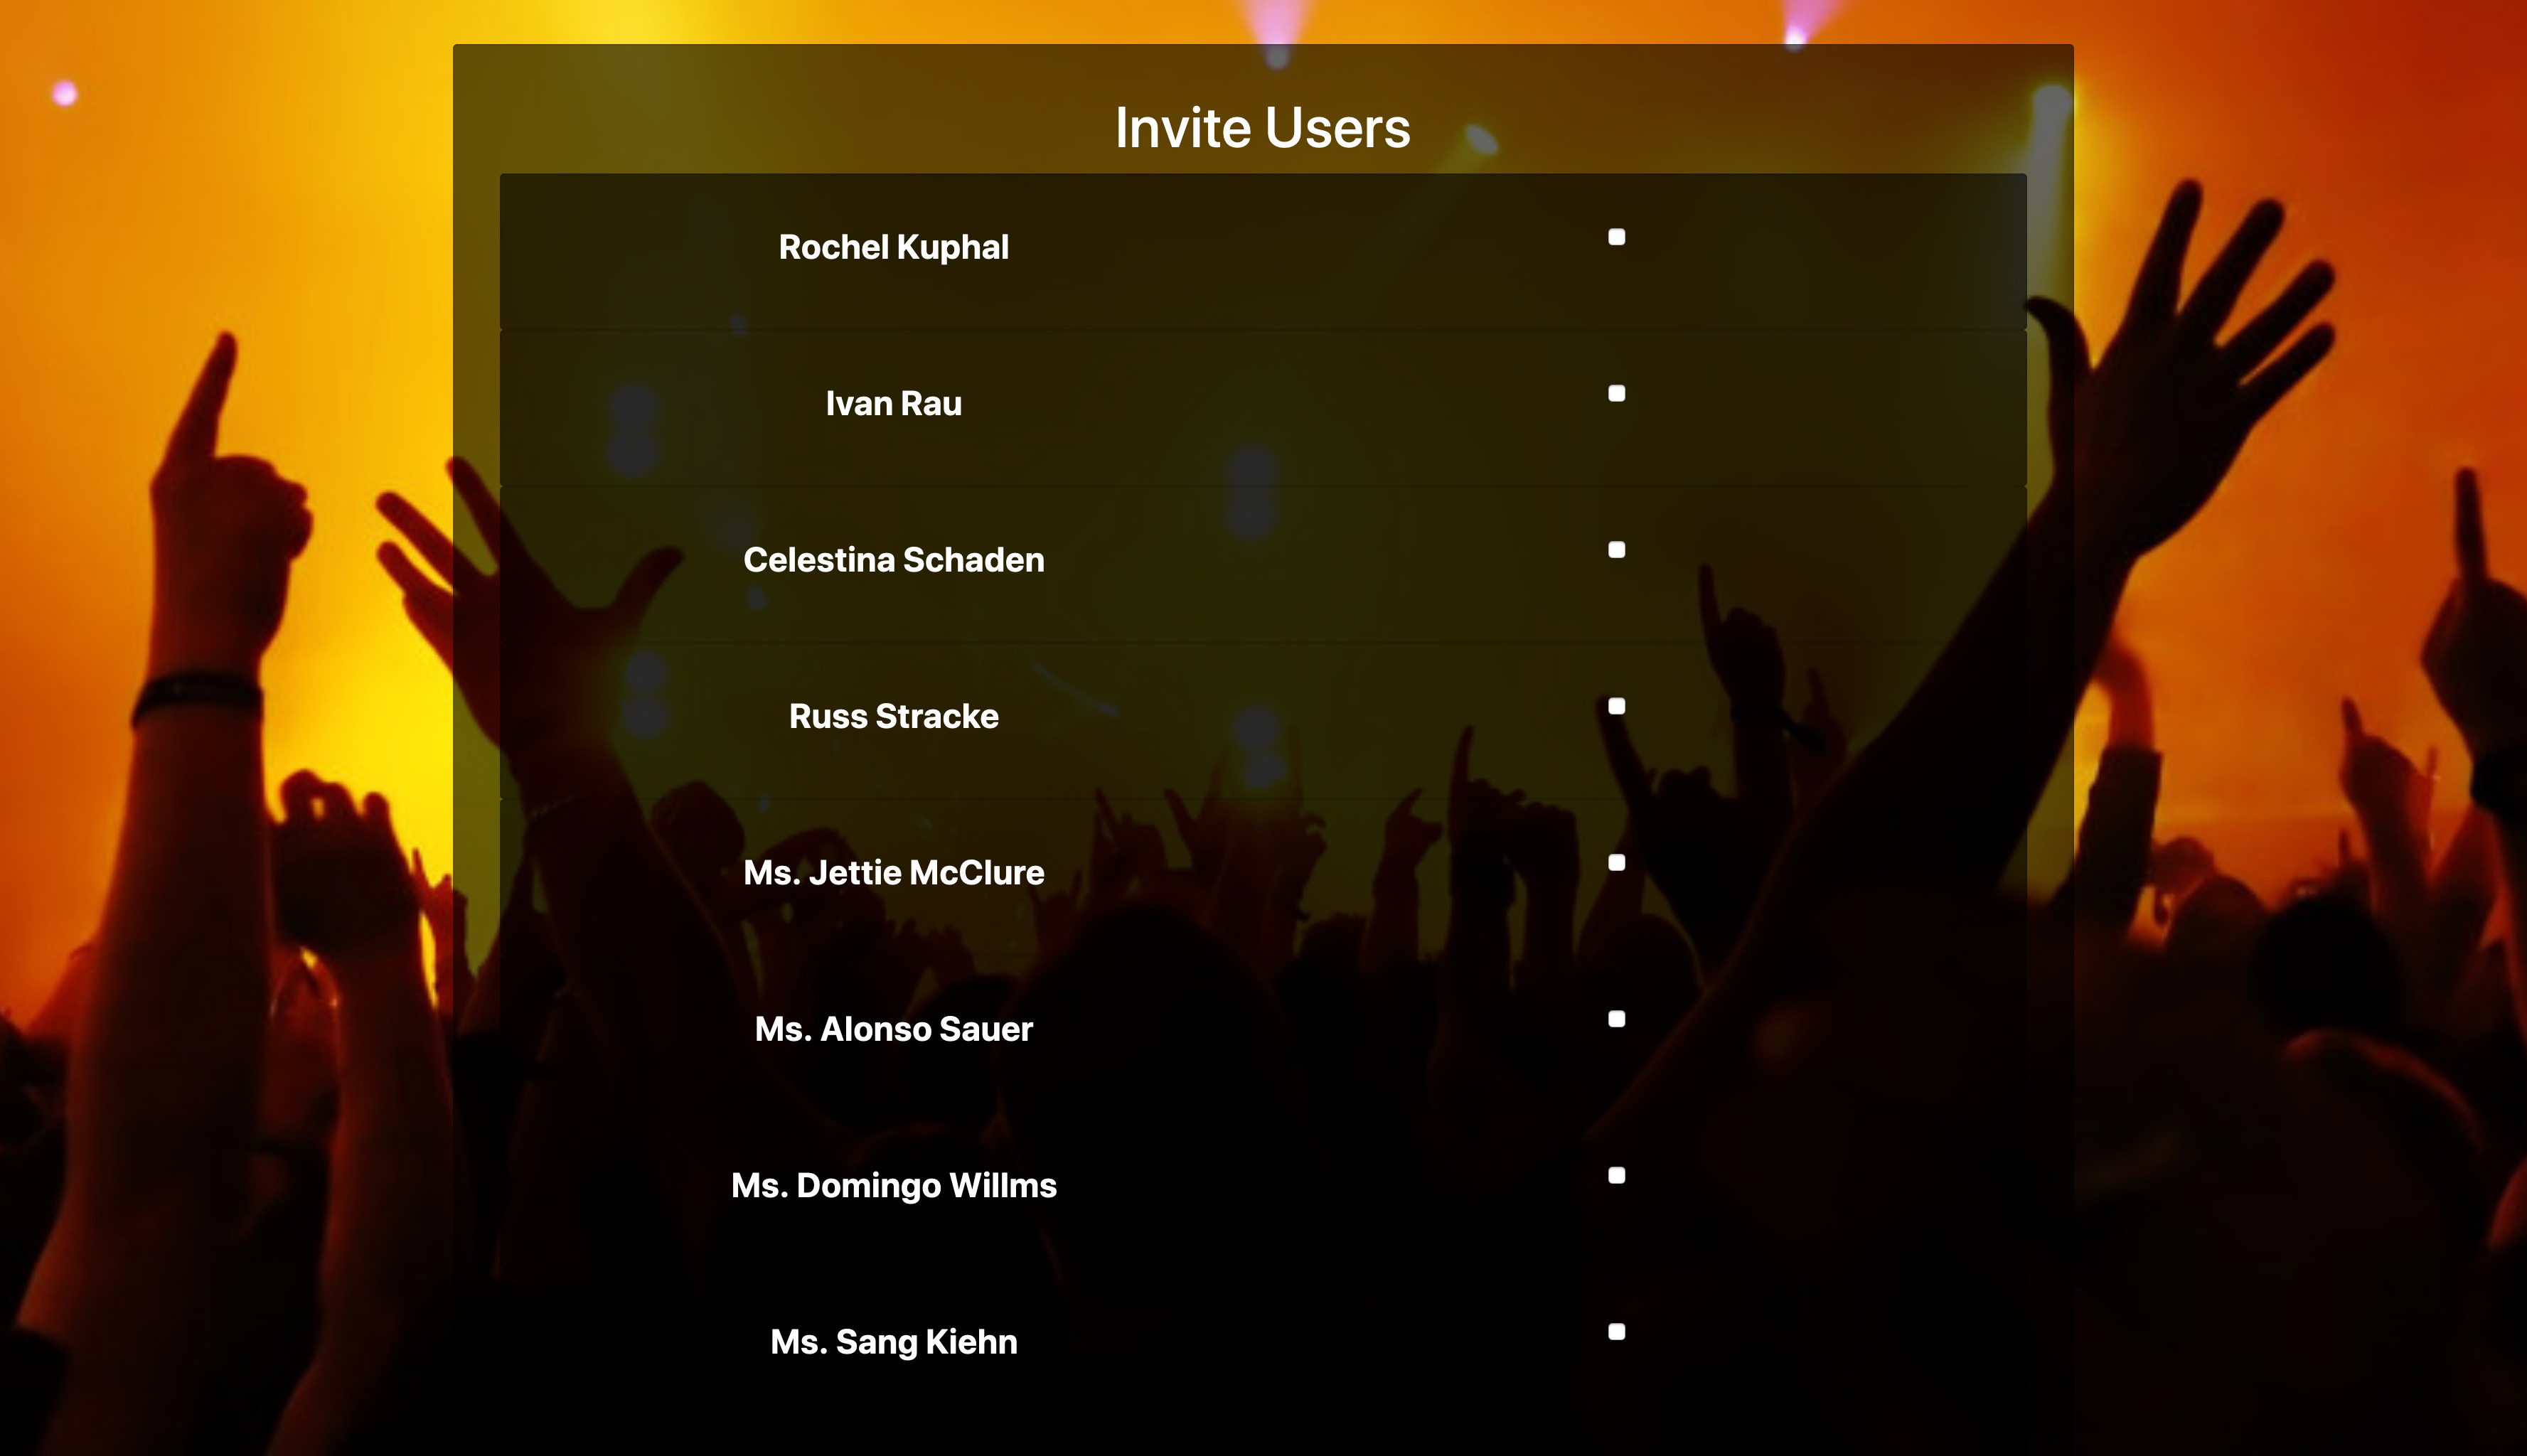 Invite Users
Rochel Kuphal
Ivan Rau
Celestina Schaden
Russ Stracke
Ms. Jettie McClure
Ms. Alonso Sauer
Ms. Domingo Willms
Ms. Sang Kiehn